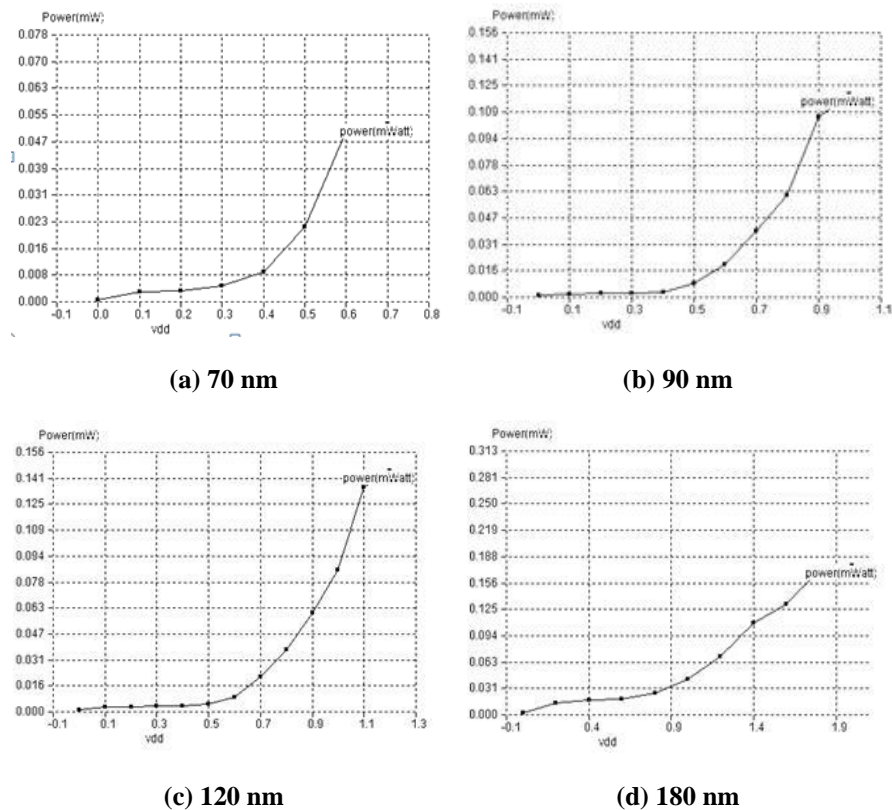 Power(mW)
0.078
0.070
0.063
0.055
0.047
0.039
0.031
0.023
0.016
0.008
0.000
power(mWatt)
-0.1 0.0 0.1 0.2 0.3 0.4 0.5 0.6 0.7 0.8
vdd
(a) 70 nm
Power(mW)
0.156
0.141
0.125
0.109
0.094
0.078
0.063
0.047
0.031
0.015
0.000
power(mWatt)
-0.1 0.1 0.3 0.5 0.7 0.9 1.1
vdd
(b) 90 nm
Power(mW)
0.156
0.141
0.125
0.109
0.094
0.078
0.063
0.047
0.031
0.016
0.000
power(mWatt)
-0.1 0.1 0.3 0.5 0.7 0.9 1.1 1.3
vdd
(c) 120 nm
Power(mW)
0.313
0.281
0.250
0.219
0.188
0.156
0.125
0.094
0.063
0.031
0.000
power(mWatt)
-0.1 0.4 0.9 1.4 1.9
vdd
(d) 180 nm